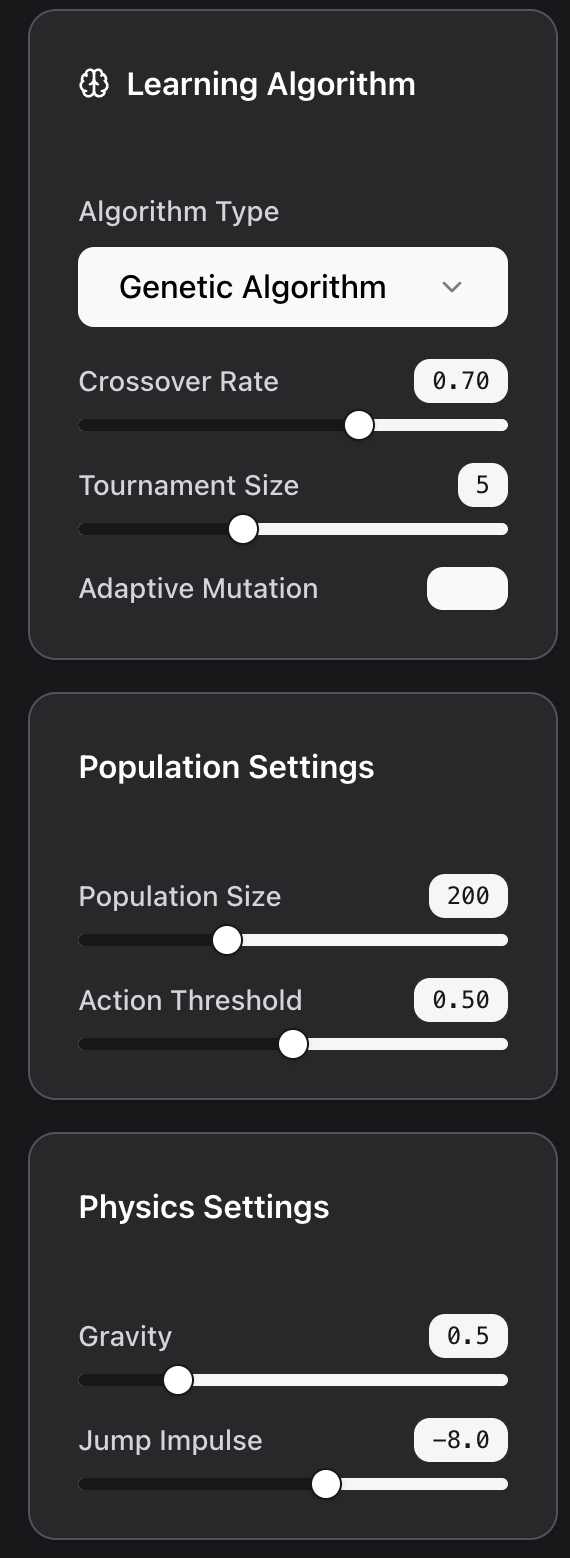 Learning Algorithm
Algorithm Type
Genetic Algorithm
Crossover Rate 0.70
Tournament Size 5
Adaptive Mutation
Population Settings
Population Size 200
Action Threshold 0.50
Physics Settings
Gravity 0.5
Jump Impulse −8.0